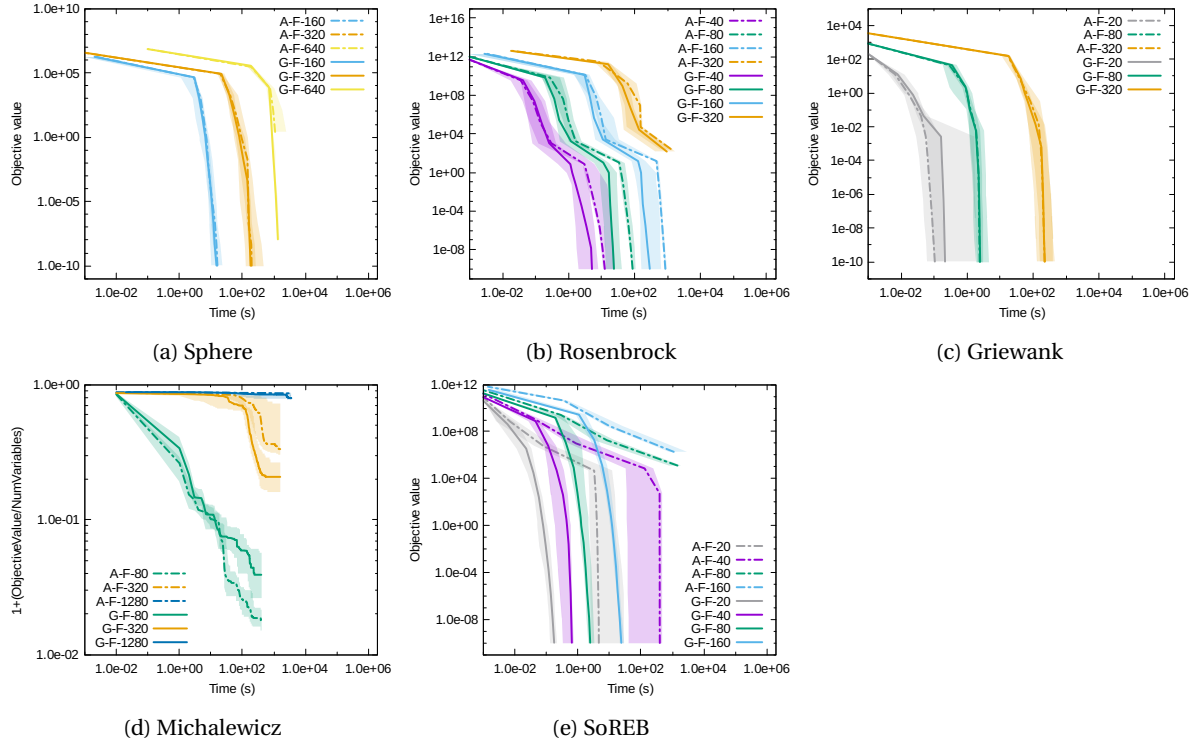 1.0e+10
1.0e+05
1.0e+00
1.0e-05
1.0e-10
Objective value
A-F-160
A-F-320
A-F-640
G-F-160
G-F-320
G-F-640
1.0e-02 1.0e+00 1.0e+02 1.0e+04 1.0e+06
Time (s)
(a) Sphere
1e+16
1e+12
1e+08
1e+04
1e+00
1e-04
1e-08
Objective value
A-F-40
A-F-80
A-F-160
A-F-320
G-F-40
G-F-80
G-F-160
G-F-320
1.0e-02 1.0e+00 1.0e+02 1.0e+04 1.0e+06
Time (s)
(b) Rosenbrock
1e+04
1e+02
1e+00
1e-02
1e-04
1e-06
1e-08
1e-10
Objective value
A-F-20
A-F-80
A-F-320
G-F-20
G-F-80
G-F-320
1.0e-02 1.0e+00 1.0e+02 1.0e+04 1.0e+06
Time (s)
(c) Griewank
1.0e+00
1.0e-01
1.0e-02
1+(ObjectiveValue/NumVariables)
A-F-80
A-F-320
A-F-1280
G-F-80
G-F-320
G-F-1280
1.0e-02 1.0e+00 1.0e+02 1.0e+04 1.0e+06
Time (s)
(d) Michalewicz
1.0e+12
1.0e+08
1.0e+04
1.0e+00
1.0e-04
1.0e-08
Objective value
A-F-20
A-F-40
A-F-80
A-F-160
G-F-20
G-F-40
G-F-80
G-F-160
1.0e-02 1.0e+00 1.0e+02 1.0e+04 1.0e+06
Time (s)
(e) SoREB